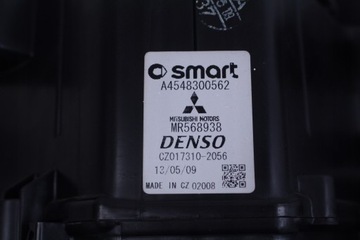 smart
A4548300562
MITSUBISHI MOTORS
MR568938
DENSO
CZ017310-2056
13/05/09
MADE IN CZ 02008